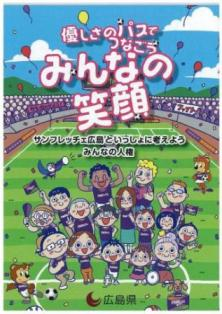 優しさのパスで
つなごう
みんなの
笑顔
サンフレッチェ広島といっしょに考えよう
みんなの人権
広島県